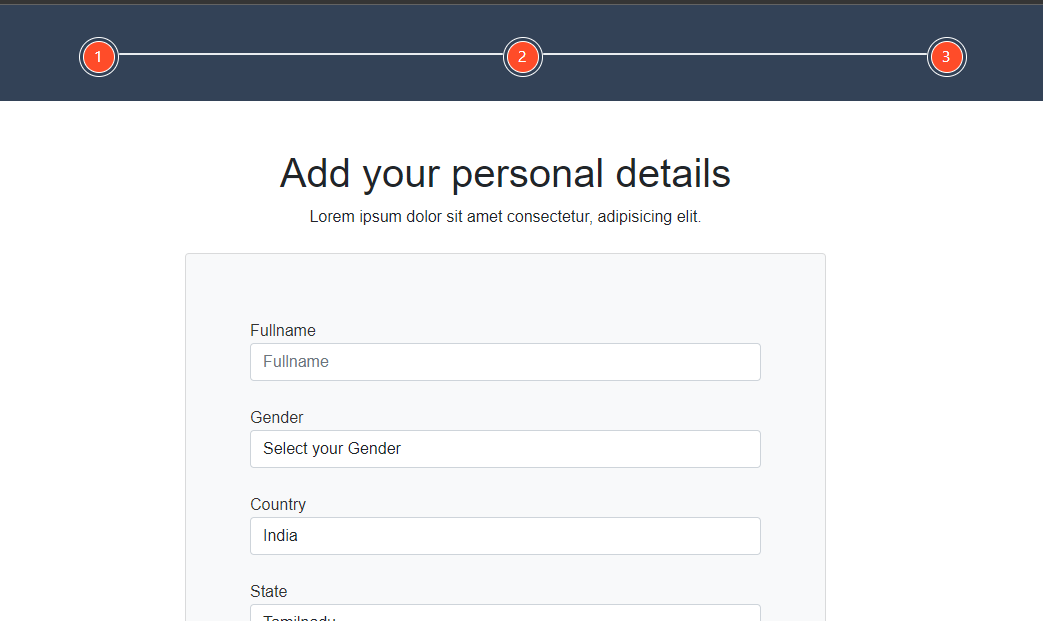 1 2 3
Add your personal details
Lorem ipsum dolor sit amet consectetur, adipisicing elit.
Fullname
Fullname
Gender
Select your Gender
Country
India
State
Tamilnadu